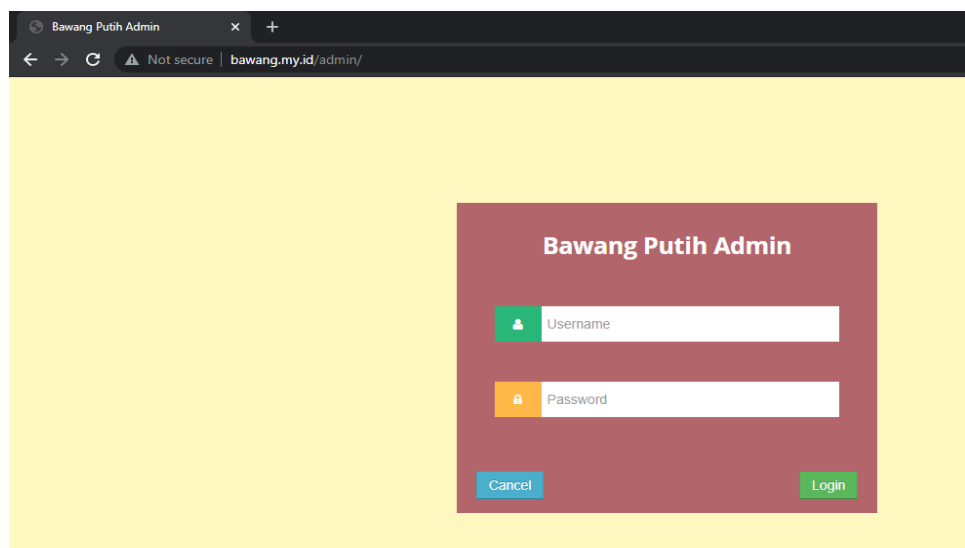 Bawang Putih Admin
Not secure | bawang.my.id/admin/
Bawang Putih Admin
Username
Password
Cancel Login